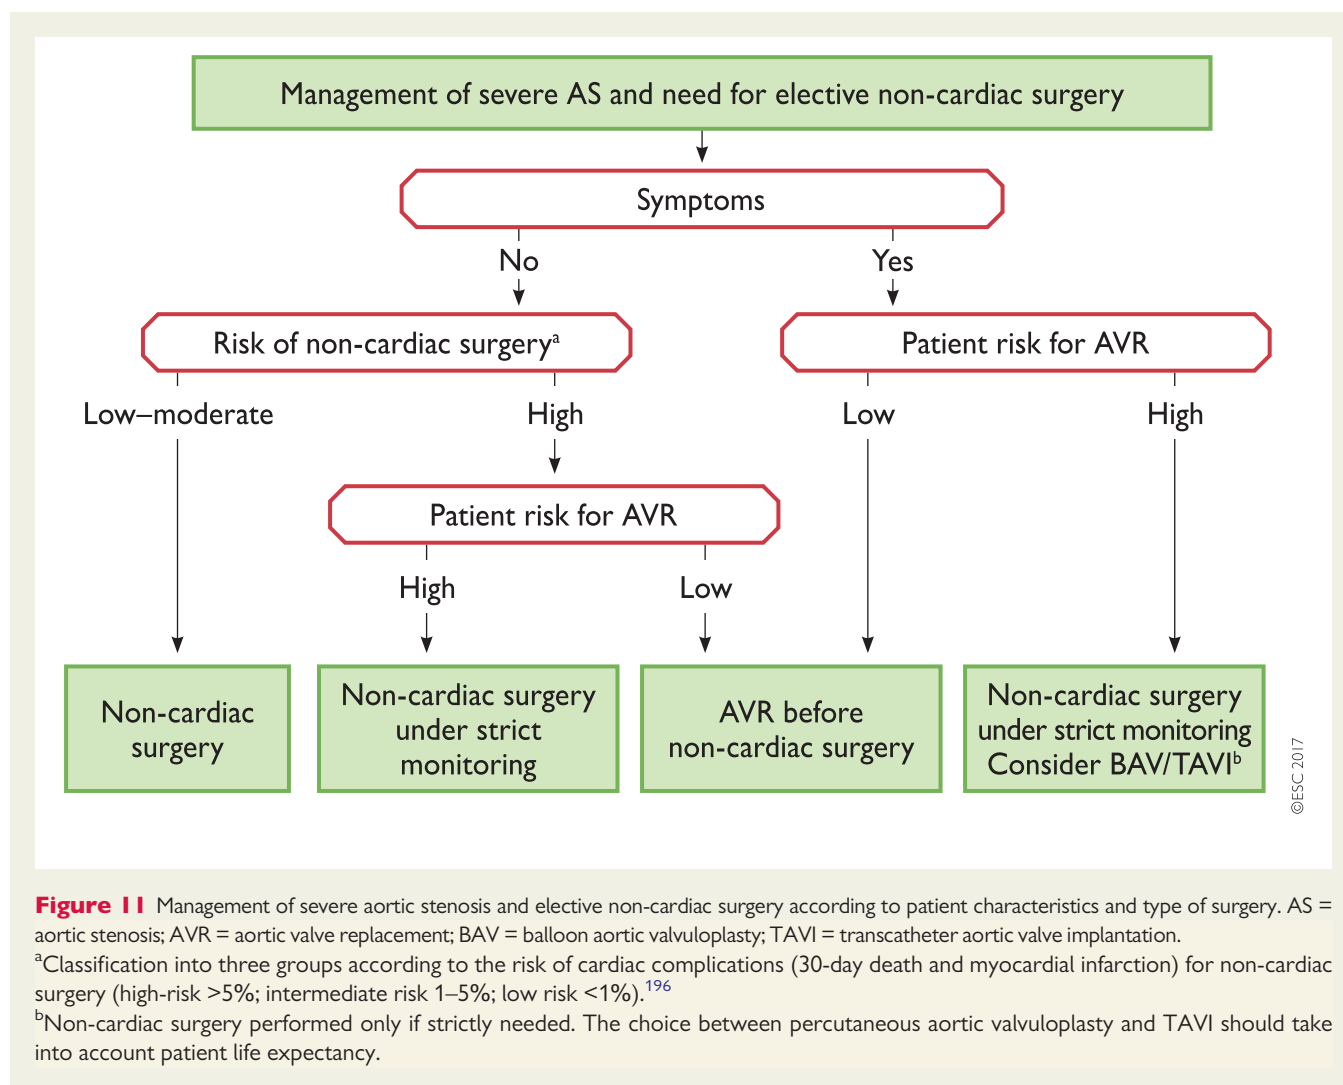 Management of severe AS and need for elective non-cardiac surgery
Symptoms
No
Yes
Risk of non-cardiac surgeryᵃ
Patient risk for AVR
Low–moderate
High
Low
High
Patient risk for AVR
High
Low
Non-cardiac
surgery
Non-cardiac surgery
under strict
monitoring
AVR before
non-cardiac surgery
Non-cardiac surgery
under strict monitoring
Consider BAV/TAVIᵇ
©ESC 2017
Figure 11 Management of severe aortic stenosis and elective non-cardiac surgery according to patient characteristics and type of surgery. AS =
aortic stenosis; AVR = aortic valve replacement; BAV = balloon aortic valvuloplasty; TAVI = transcatheter aortic valve implantation.
ᵃClassification into three groups according to the risk of cardiac complications (30-day death and myocardial infarction) for non-cardiac
surgery (high-risk >5%; intermediate risk 1–5%; low risk <1%).¹⁹⁶
ᵇNon-cardiac surgery performed only if strictly needed. The choice between percutaneous aortic valvuloplasty and TAVI should take
into account patient life expectancy.